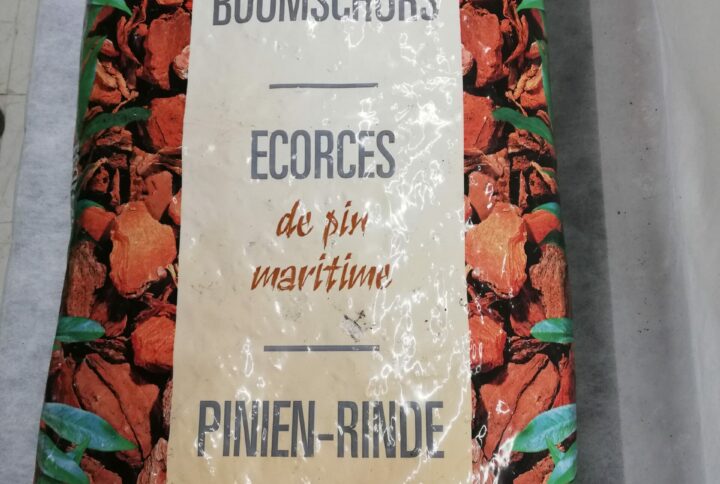 BOOMSCHORS
ECORCES
de pin
maritime
PINIEN-RINDE